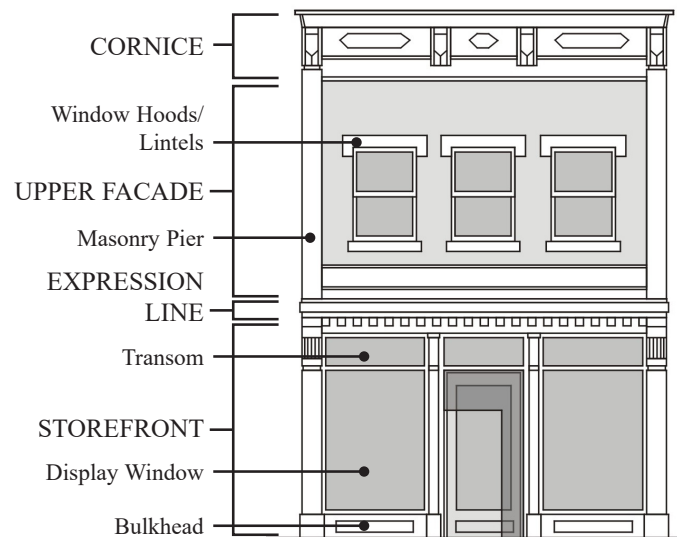 CORNICE
Window Hoods/
Lintels
UPPER FACADE
Masonry Pier
EXPRESSION
LINE
Transom
STOREFRONT
Display Window
Bulkhead